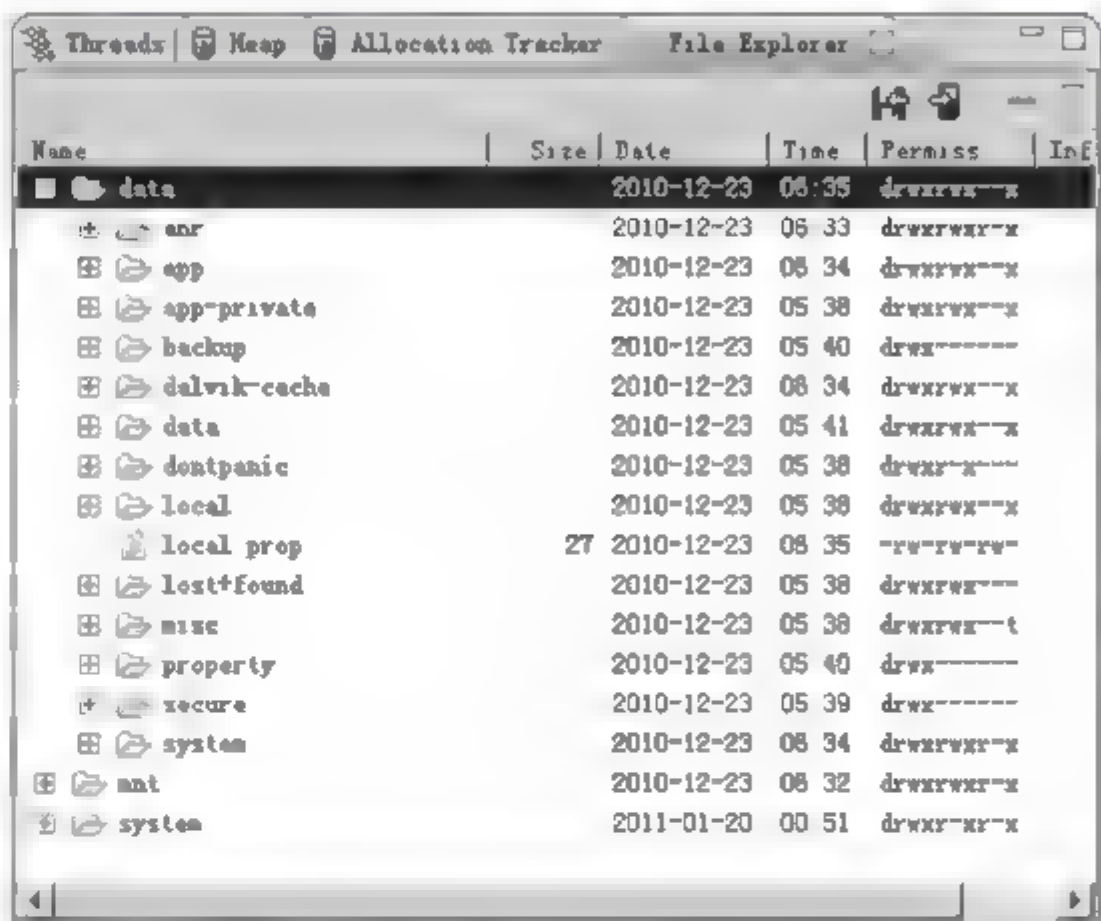 Threads Heap Allocation Tracker File Explorer
Name Size Date Time Permiss Inf
data 2010-12-23 06:35 drwxrwx--x
anr 2010-12-23 06 33 drwxrwxr-x
app 2010-12-23 06 34 drwxrwx--x
app-private 2010-12-23 05 38 drwxrwx--x
backup 2010-12-23 05 40 drwx------
dalvik-cache 2010-12-23 06 34 drwxrwx--x
data 2010-12-23 05 41 drwxrwx--x
dontpanic 2010-12-23 05 38 drwxr-x---
local 2010-12-23 05 38 drwxrwx--x
local prop 27 2010-12-23 06 35 -rw-rw-rw-
lost+found 2010-12-23 05 38 drwxrwx---
misc 2010-12-23 05 38 drwxrwx--t
property 2010-12-23 05 40 drwx------
secure 2010-12-23 05 39 drwx------
system 2010-12-23 06 34 drwxrwxr-x
mnt 2010-12-23 06 32 drwxrwxr-x
system 2011-01-20 00 51 drwxr-xr-x